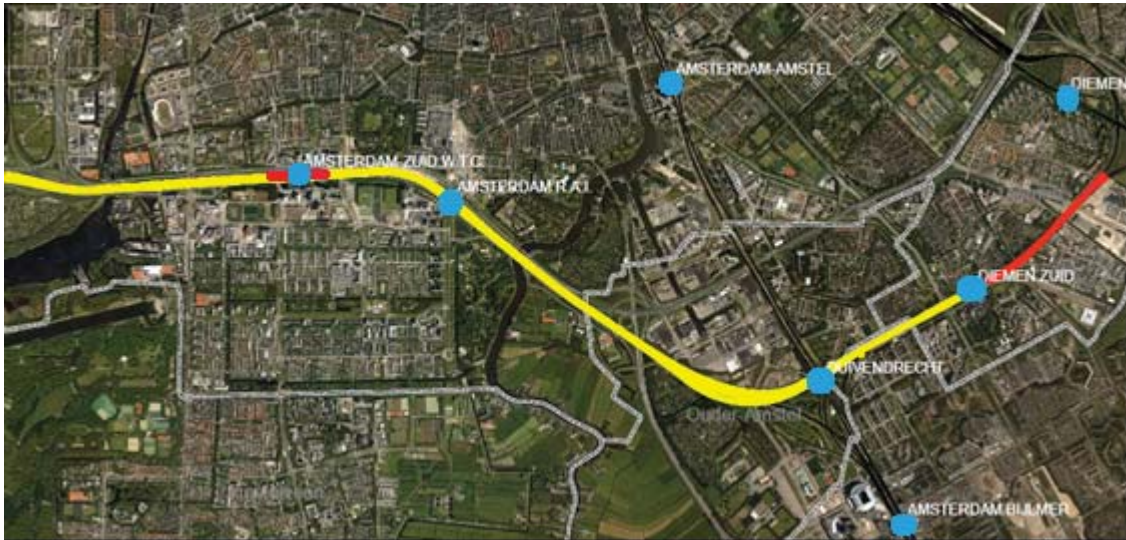 AMSTERDAM-AMSTEL
DIEMEN
AMSTERDAM-ZUID W.T.C.
AMSTERDAM R.A.I.
DIEMEN ZUID
DUIVENDRECHT
Ouder-Amstel
AMSTERDAM BIJLMER